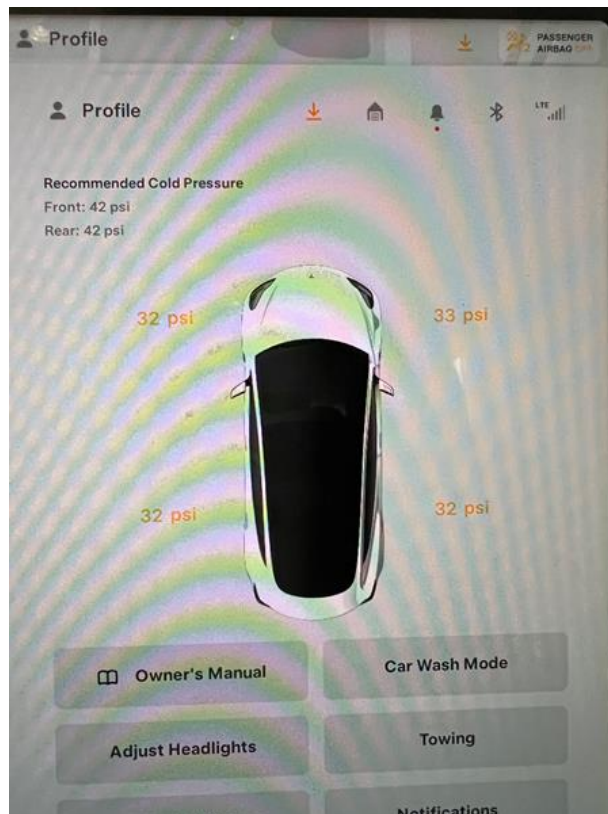 Profile
PASSENGER
AIRBAG OFF
Profile
LTE
Recommended Cold Pressure
Front: 42 psi
Rear: 42 psi
32 psi
33 psi
32 psi
32 psi
Owner's Manual
Car Wash Mode
Adjust Headlights
Towing
Notifications